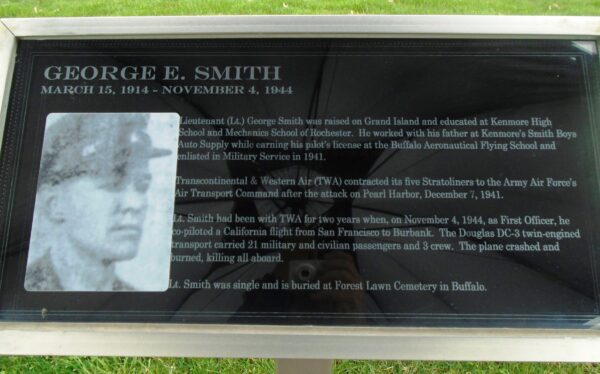 GEORGE E. SMITH
MARCH 15, 1914 - NOVEMBER 4, 1944
Lieutenant (Lt.) George Smith was raised on Grand Island and educated at Kenmore High
School and Mechanics School of Rochester. He worked with his father at Kenmore's Smith Boys
Auto Supply while earning his pilot's license at the Buffalo Aeronautical Flying School and
enlisted in Military Service in 1941.
Transcontinental & Western Air (TWA) contracted its five Stratoliners to the Army Air Force's
Air Transport Command after the attack on Pearl Harbor, December 7, 1941.
Lt. Smith had been with TWA for two years when, on November 4, 1944, as First Officer, he
co-piloted a California flight from San Francisco to Burbank. The Douglas DC-3 twin-engined
transport carried 21 military and civilian passengers and 3 crew. The plane crashed and
burned, killing all aboard.
Lt. Smith was single and is buried at Forest Lawn Cemetery in Buffalo.